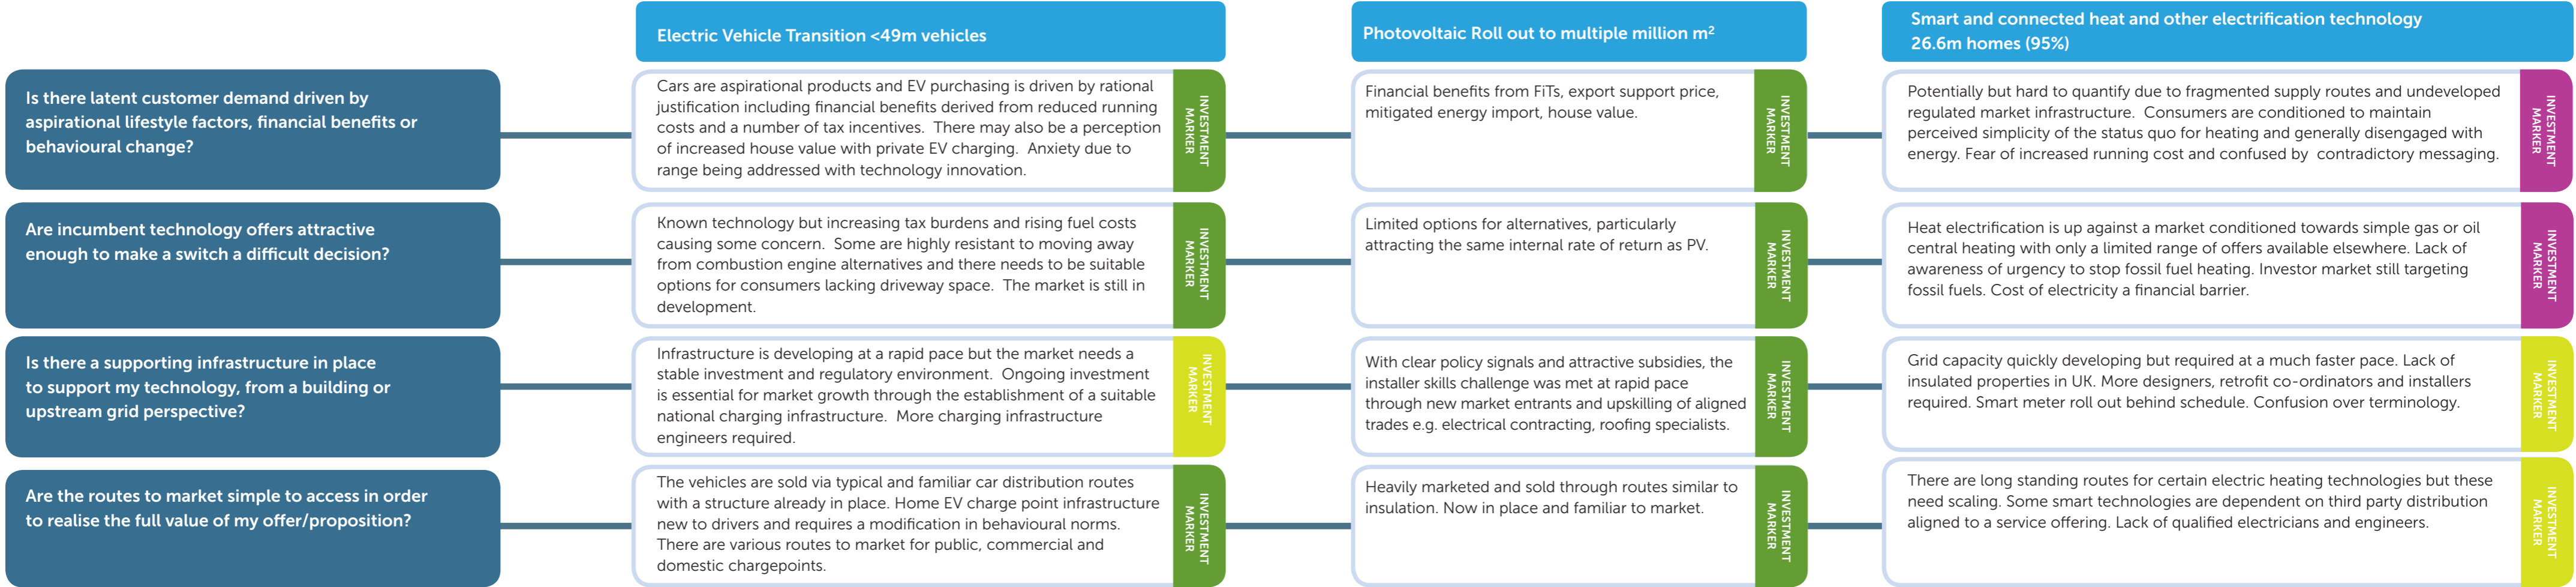 Electric Vehicle Transition <49m vehicles
Photovoltaic Roll out to multiple million m²
Smart and connected heat and other electrification technology
26.6m homes (95%)
Is there latent customer demand driven by
aspirational lifestyle factors, financial benefits or
behavioural change?
Cars are aspirational products and EV purchasing is driven by rational
justification including financial benefits derived from reduced running
costs and a number of tax incentives. There may also be a perception
of increased house value with private EV charging. Anxiety due to
range being addressed with technology innovation.
INVESTMENT
MARKER
Financial benefits from FiTs, export support price,
mitigated energy import, house value.
INVESTMENT
MARKER
Potentially but hard to quantify due to fragmented supply routes and undeveloped
regulated market infrastructure. Consumers are conditioned to maintain
perceived simplicity of the status quo for heating and generally disengaged with
energy. Fear of increased running cost and confused by contradictory messaging.
INVESTMENT
MARKER
Are incumbent technology offers attractive
enough to make a switch a difficult decision?
Known technology but increasing tax burdens and rising fuel costs
causing some concern. Some are highly resistant to moving away
from combustion engine alternatives and there needs to be suitable
options for consumers lacking driveway space. The market is still in
development.
INVESTMENT
MARKER
Limited options for alternatives, particularly
attracting the same internal rate of return as PV.
INVESTMENT
MARKER
Heat electrification is up against a market conditioned towards simple gas or oil
central heating with only a limited range of offers available elsewhere. Lack of
awareness of urgency to stop fossil fuel heating. Investor market still targeting
fossil fuels. Cost of electricity a financial barrier.
INVESTMENT
MARKER
Is there a supporting infrastructure in place
to support my technology, from a building or
upstream grid perspective?
Infrastructure is developing at a rapid pace but the market needs a
stable investment and regulatory environment. Ongoing investment
is essential for market growth through the establishment of a suitable
national charging infrastructure. More charging infrastructure
engineers required.
INVESTMENT
MARKER
With clear policy signals and attractive subsidies, the
installer skills challenge was met at rapid pace
through new market entrants and upskilling of aligned
trades e.g. electrical contracting, roofing specialists.
INVESTMENT
MARKER
Grid capacity quickly developing but required at a much faster pace. Lack of
insulated properties in UK. More designers, retrofit co-ordinators and installers
required. Smart meter roll out behind schedule. Confusion over terminology.
INVESTMENT
MARKER
Are the routes to market simple to access in order
to realise the full value of my offer/proposition?
The vehicles are sold via typical and familiar car distribution routes
with a structure already in place. Home EV charge point infrastructure
new to drivers and requires a modification in behavioural norms.
There are various routes to market for public, commercial and
domestic chargepoints.
INVESTMENT
MARKER
Heavily marketed and sold through routes similar to
insulation. Now in place and familiar to market.
INVESTMENT
MARKER
There are long standing routes for certain electric heating technologies but these
need scaling. Some smart technologies are dependent on third party distribution
aligned to a service offering. Lack of qualified electricians and engineers.
INVESTMENT
MARKER